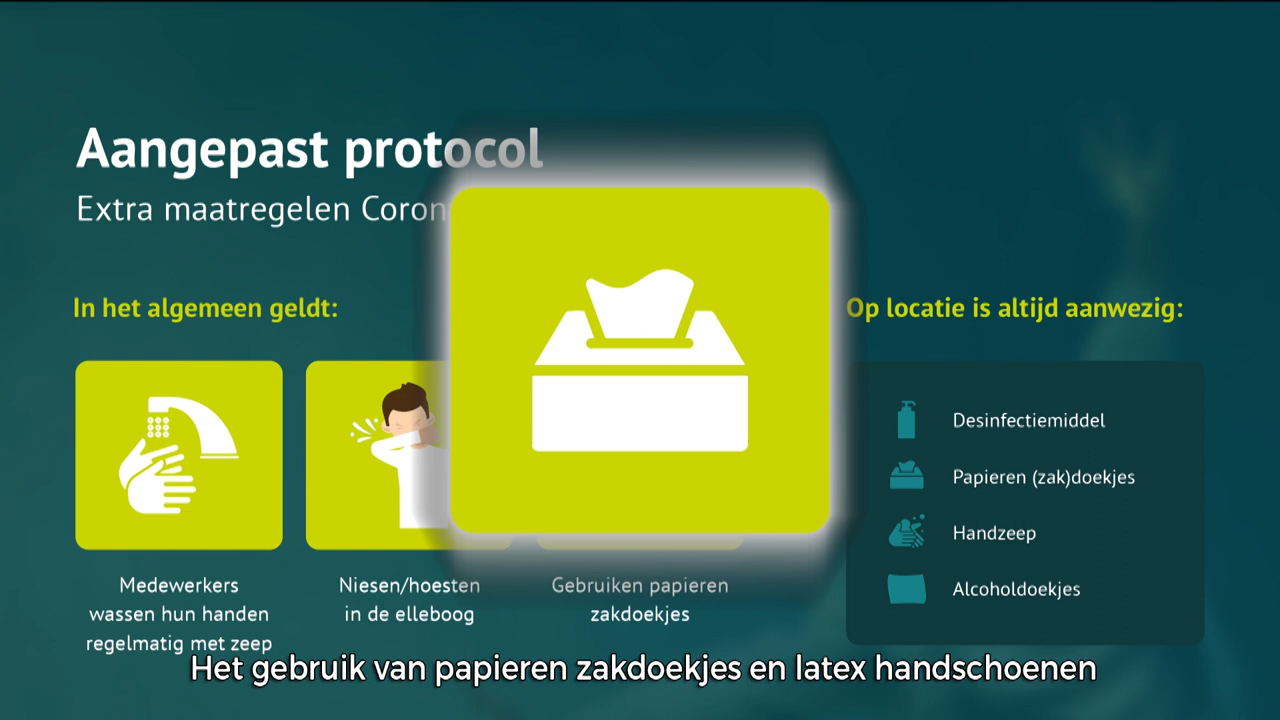 Aangepast protocol
Extra maatregelen Coron
In het algemeen geldt:
Medewerkers
wassen hun handen
regelmatig met zeep
Niesen/hoesten
in de elleboog
Gebruiken papieren
zakdoekjes
Op locatie is altijd aanwezig:
Desinfectiemiddel
Papieren (zak)doekjes
Handzeep
Alcoholdoekjes
Het gebruik van papieren zakdoekjes en latex handschoenen